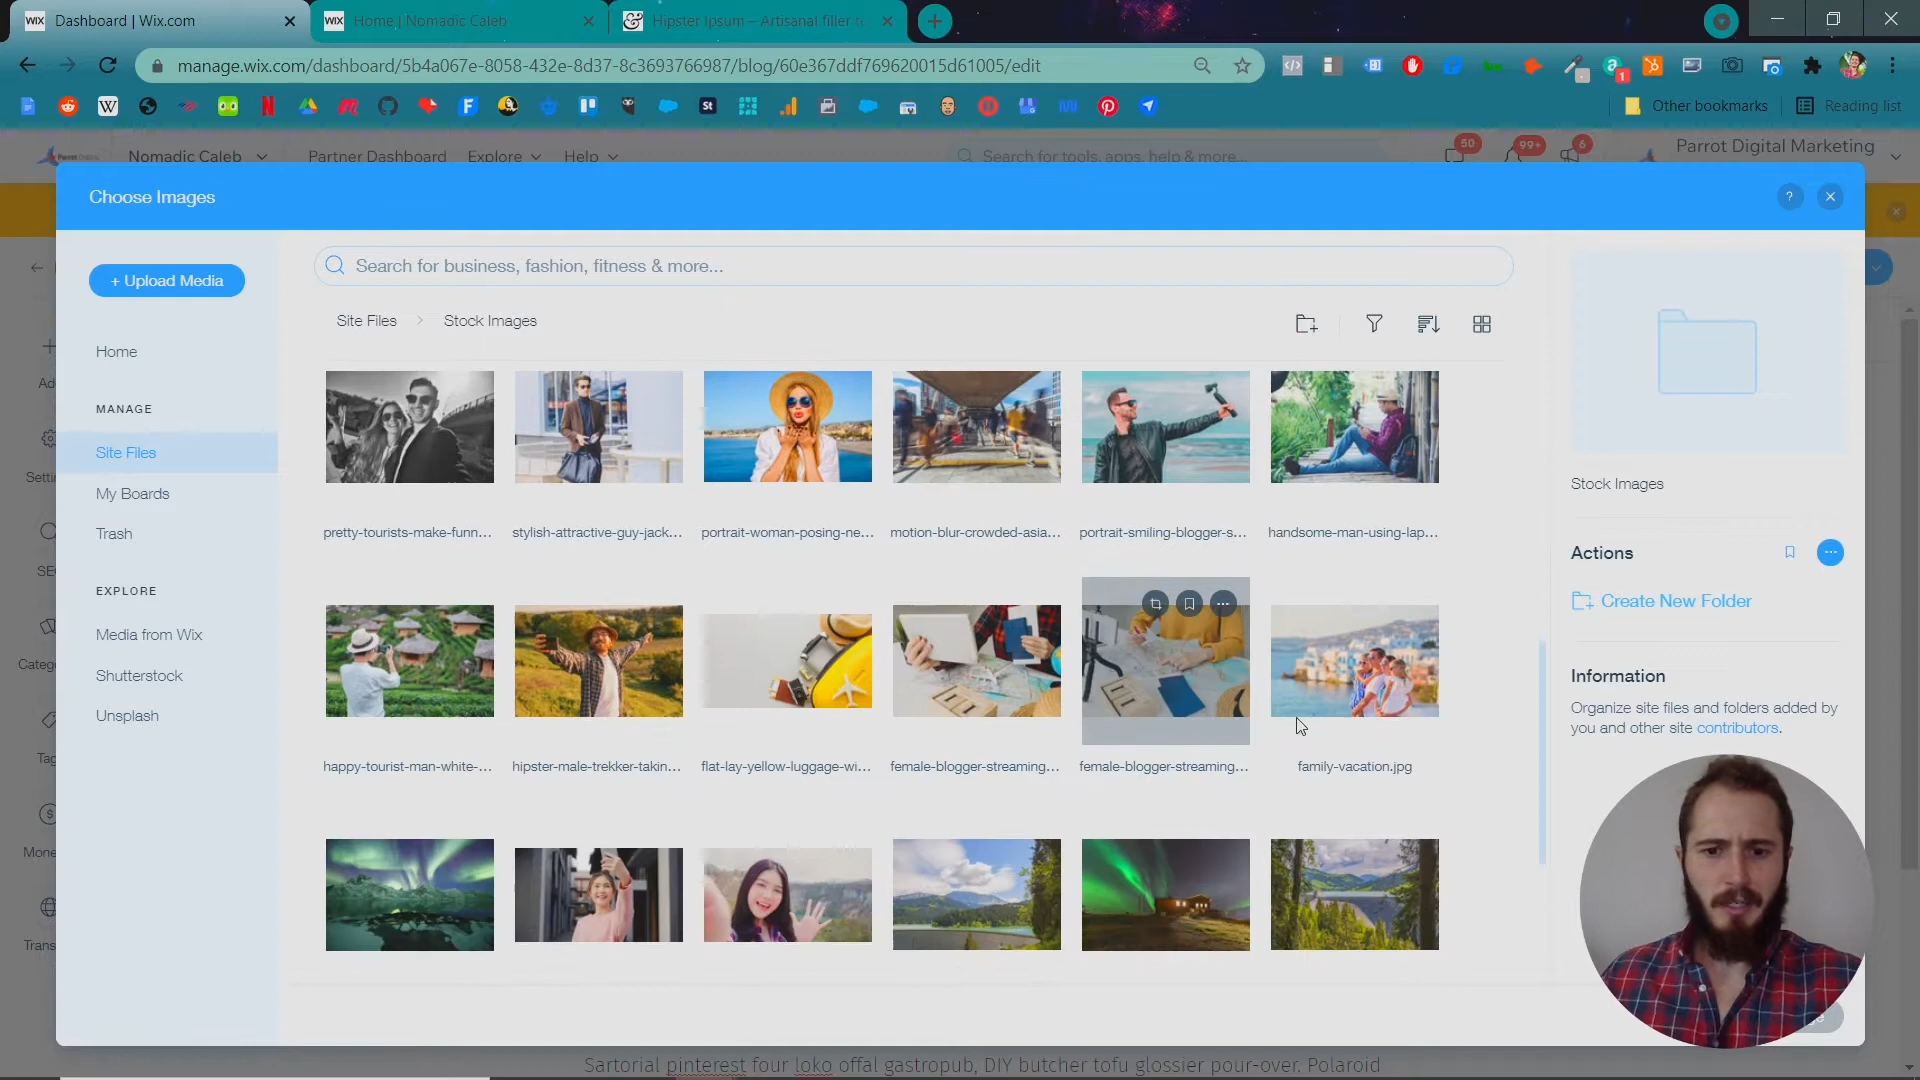 Dashboard | Wix.com
Home | Nomadic Caleb
Hipster Ipsum – Artisanal filler te
manage.wix.com/dashboard/5b4a067e-8058-432e-8d37-8c3693766987/blog/60e367ddf769620015d61005/edit
Other bookmarks
Reading list
Nomadic Caleb
Partner Dashboard
Explore
Help
Search for tools, apps, help & more...
50
99+
6
Parrot Digital Marketing
Choose Images
+ Upload Media
Search for business, fashion, fitness & more...
Site Files > Stock Images
Home
MANAGE
Site Files
My Boards
Trash
EXPLORE
Media from Wix
Shutterstock
Unsplash
pretty-tourists-make-funn...
stylish-attractive-guy-jack...
portrait-woman-posing-ne...
motion-blur-crowded-asia...
portrait-smiling-blogger-s...
handsome-man-using-lap...
happy-tourist-man-white-...
hipster-male-trekker-takin...
flat-lay-yellow-luggage-wi...
female-blogger-streaming...
female-blogger-streaming...
family-vacation.jpg
Stock Images
Actions
Create New Folder
Information
Organize site files and folders added by
you and other site contributors.
Sartorial pinterest four loko offal gastropub, DIY butcher tofu glossier pour-over. Polaroid